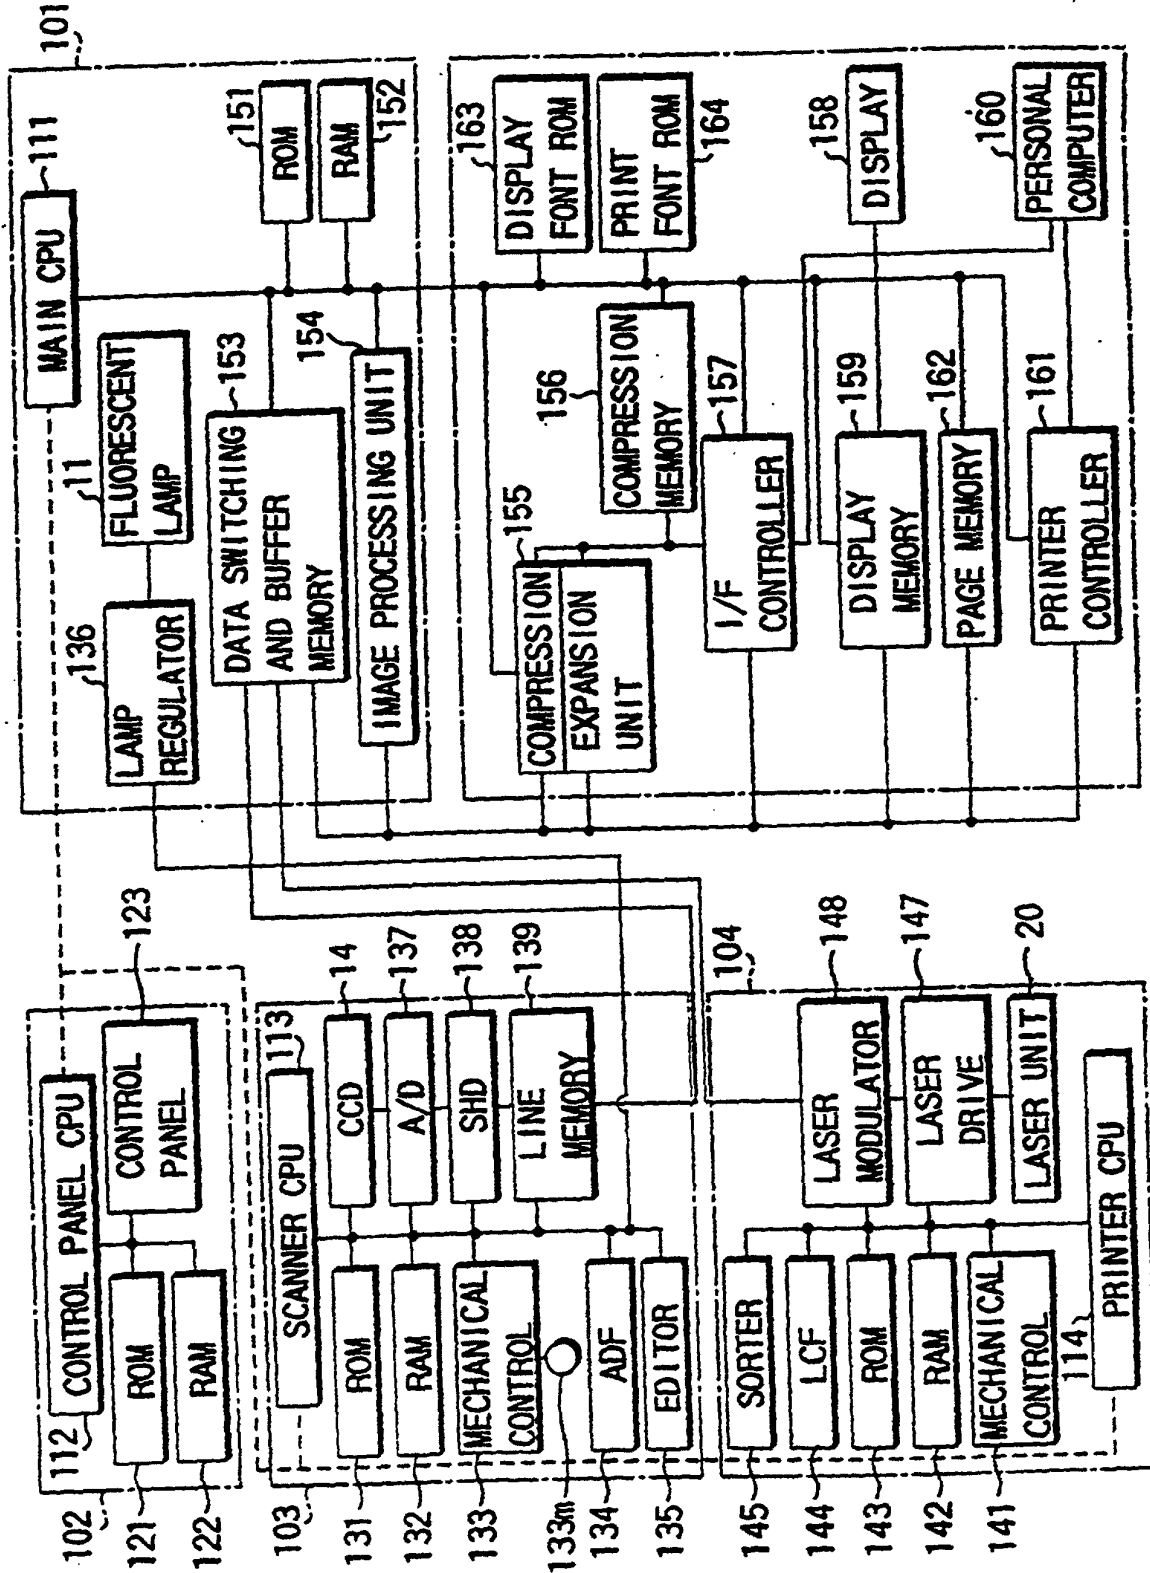 101
MAIN CPU
111
FLUORESCENT
LAMP
11
LAMP
REGULATOR
136
ROM
151
RAM
152
DATA SWITCHING
AND BUFFER
MEMORY
153
IMAGE PROCESSING UNIT
154
DISPLAY
FONT ROM
163
PRINT
FONT ROM
164
COMPRESSION
EXPANSION
UNIT
155
COMPRESSION
MEMORY
156
I/F
CONTROLLER
157
DISPLAY
158
DISPLAY
MEMORY
159
PERSONAL
COMPUTER
160
PAGE MEMORY
162
PRINTER
CONTROLLER
161
102
CONTROL PANEL CPU
112
CONTROL
PANEL
123
ROM
121
RAM
122
103
SCANNER CPU
113
CCD
14
A/D
137
SHD
138
LINE
MEMORY
139
ROM
131
RAM
132
MECHANICAL
CONTROL
133
133m
ADF
134
EDITOR
135
104
LASER
MODULATOR
148
LASER
DRIVE
147
LASER UNIT
20
SORTER
145
LCF
144
ROM
143
RAM
142
MECHANICAL
CONTROL
141
PRINTER CPU
114